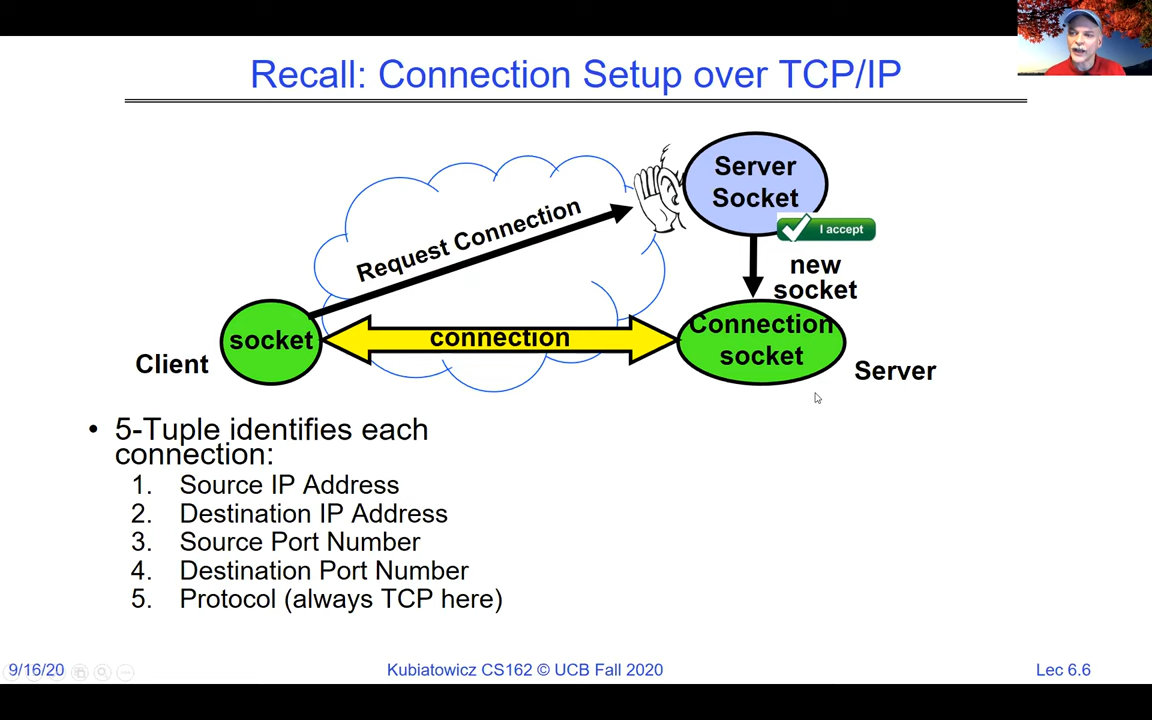 Recall: Connection Setup over TCP/IP
Server
Socket
I accept
Request Connection
new
socket
socket
connection
Connection
socket
Client
Server
• 5-Tuple identifies each
connection:
1. Source IP Address
2. Destination IP Address
3. Source Port Number
4. Destination Port Number
5. Protocol (always TCP here)
9/16/20
Kubiatowicz CS162 © UCB Fall 2020
Lec 6.6